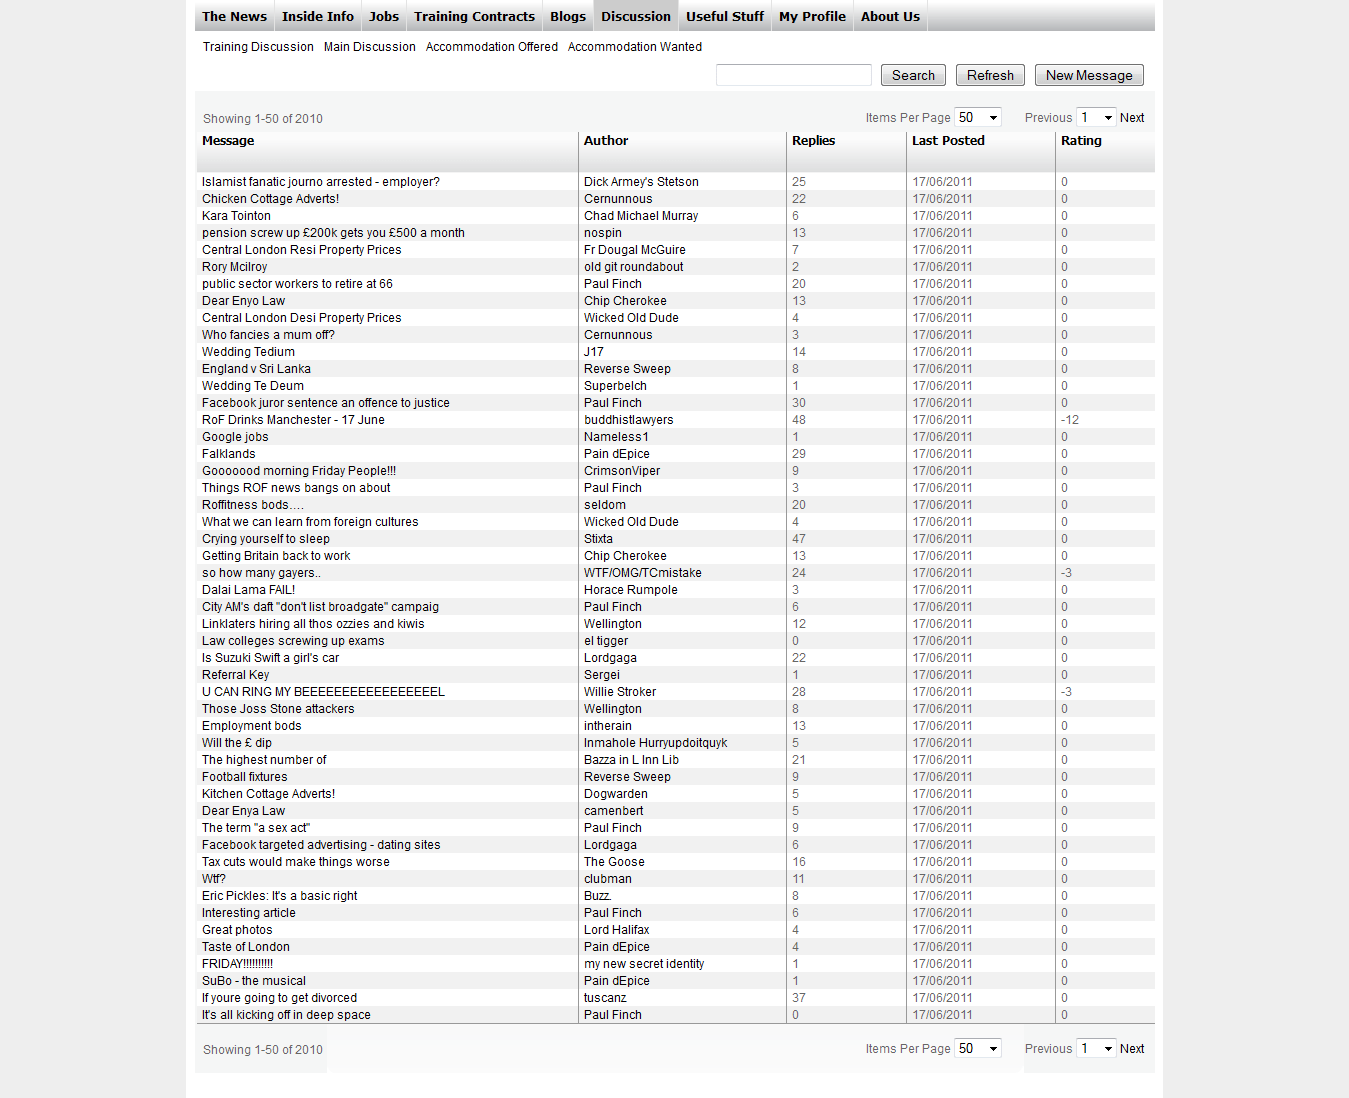 The News Inside Info Jobs Training Contracts Blogs Discussion Useful Stuff My Profile About Us
Training Discussion Main Discussion Accommodation Offered Accommodation Wanted
Search Refresh New Message
Showing 1-50 of 2010 Items Per Page 50 Previous 1 Next
Message Author Replies Last Posted Rating
Islamist fanatic journo arrested - employer? Dick Armey's Stetson 25 17/06/2011 0
Chicken Cottage Adverts! Cernunnous 22 17/06/2011 0
Kara Tointon Chad Michael Murray 6 17/06/2011 0
pension screw up £200k gets you £500 a month nospin 13 17/06/2011 0
Central London Resi Property Prices Fr Dougal McGuire 7 17/06/2011 0
Rory Mcilroy old git roundabout 2 17/06/2011 0
public sector workers to retire at 66 Paul Finch 20 17/06/2011 0
Dear Enyo Law Chip Cherokee 13 17/06/2011 0
Central London Desi Property Prices Wicked Old Dude 4 17/06/2011 0
Who fancies a mum off? Cernunnous 3 17/06/2011 0
Wedding Tedium J17 14 17/06/2011 0
England v Sri Lanka Reverse Sweep 8 17/06/2011 0
Wedding Te Deum Superbelch 1 17/06/2011 0
Facebook juror sentence an offence to justice Paul Finch 30 17/06/2011 0
RoF Drinks Manchester - 17 June buddhistlawyers 48 17/06/2011 -12
Google jobs Nameless1 1 17/06/2011 0
Falklands Pain dEpice 29 17/06/2011 0
Gooooood morning Friday People!!! CrimsonViper 9 17/06/2011 0
Things ROF news bangs on about Paul Finch 3 17/06/2011 0
Roffitness bods.... seldom 20 17/06/2011 0
What we can learn from foreign cultures Wicked Old Dude 4 17/06/2011 0
Crying yourself to sleep Stixta 47 17/06/2011 0
Getting Britain back to work Chip Cherokee 13 17/06/2011 0
so how many gayers.. WTF/OMG/TCmistake 24 17/06/2011 -3
Dalai Lama FAIL! Horace Rumpole 3 17/06/2011 0
City AM's daft "don't list broadgate" campaig Paul Finch 6 17/06/2011 0
Linklaters hiring all thos ozzies and kiwis Wellington 12 17/06/2011 0
Law colleges screwing up exams el tigger 0 17/06/2011 0
Is Suzuki Swift a girl's car Lordgaga 22 17/06/2011 0
Referral Key Sergei 1 17/06/2011 0
U CAN RING MY BEEEEEEEEEEEEEEEEEEL Willie Stroker 28 17/06/2011 -3
Those Joss Stone attackers Wellington 8 17/06/2011 0
Employment bods intherain 13 17/06/2011 0
Will the £ dip Inmahole Hurryupdoitquyk 5 17/06/2011 0
The highest number of Bazza in L Inn Lib 21 17/06/2011 0
Football fixtures Reverse Sweep 9 17/06/2011 0
Kitchen Cottage Adverts! Dogwarden 5 17/06/2011 0
Dear Enya Law camenbert 5 17/06/2011 0
The term "a sex act" Paul Finch 9 17/06/2011 0
Facebook targeted advertising - dating sites Lordgaga 6 17/06/2011 0
Tax cuts would make things worse The Goose 16 17/06/2011 0
Wtf? clubman 11 17/06/2011 0
Eric Pickles: It's a basic right Buzz. 8 17/06/2011 0
Interesting article Paul Finch 6 17/06/2011 0
Great photos Lord Halifax 4 17/06/2011 0
Taste of London Pain dEpice 4 17/06/2011 0
FRIDAY!!!!!!!!!! my new secret identity 1 17/06/2011 0
SuBo - the musical Pain dEpice 1 17/06/2011 0
If youre going to get divorced tuscanz 37 17/06/2011 0
It's all kicking off in deep space Paul Finch 0 17/06/2011 0
Showing 1-50 of 2010 Items Per Page 50 Previous 1 Next